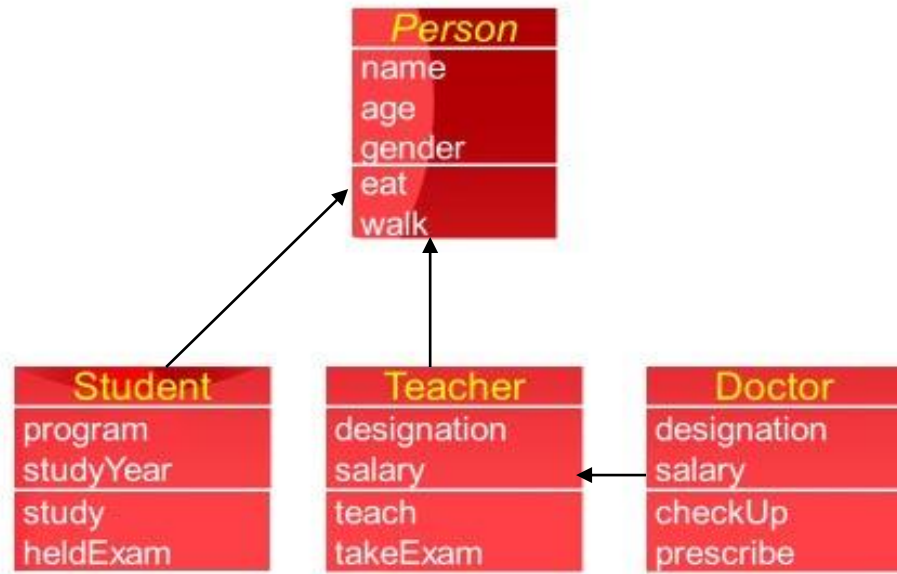 Person
name
age
gender
eat
walk
Student
program
studyYear
study
heldExam
Teacher
designation
salary
teach
takeExam
Doctor
designation
salary
checkUp
prescribe